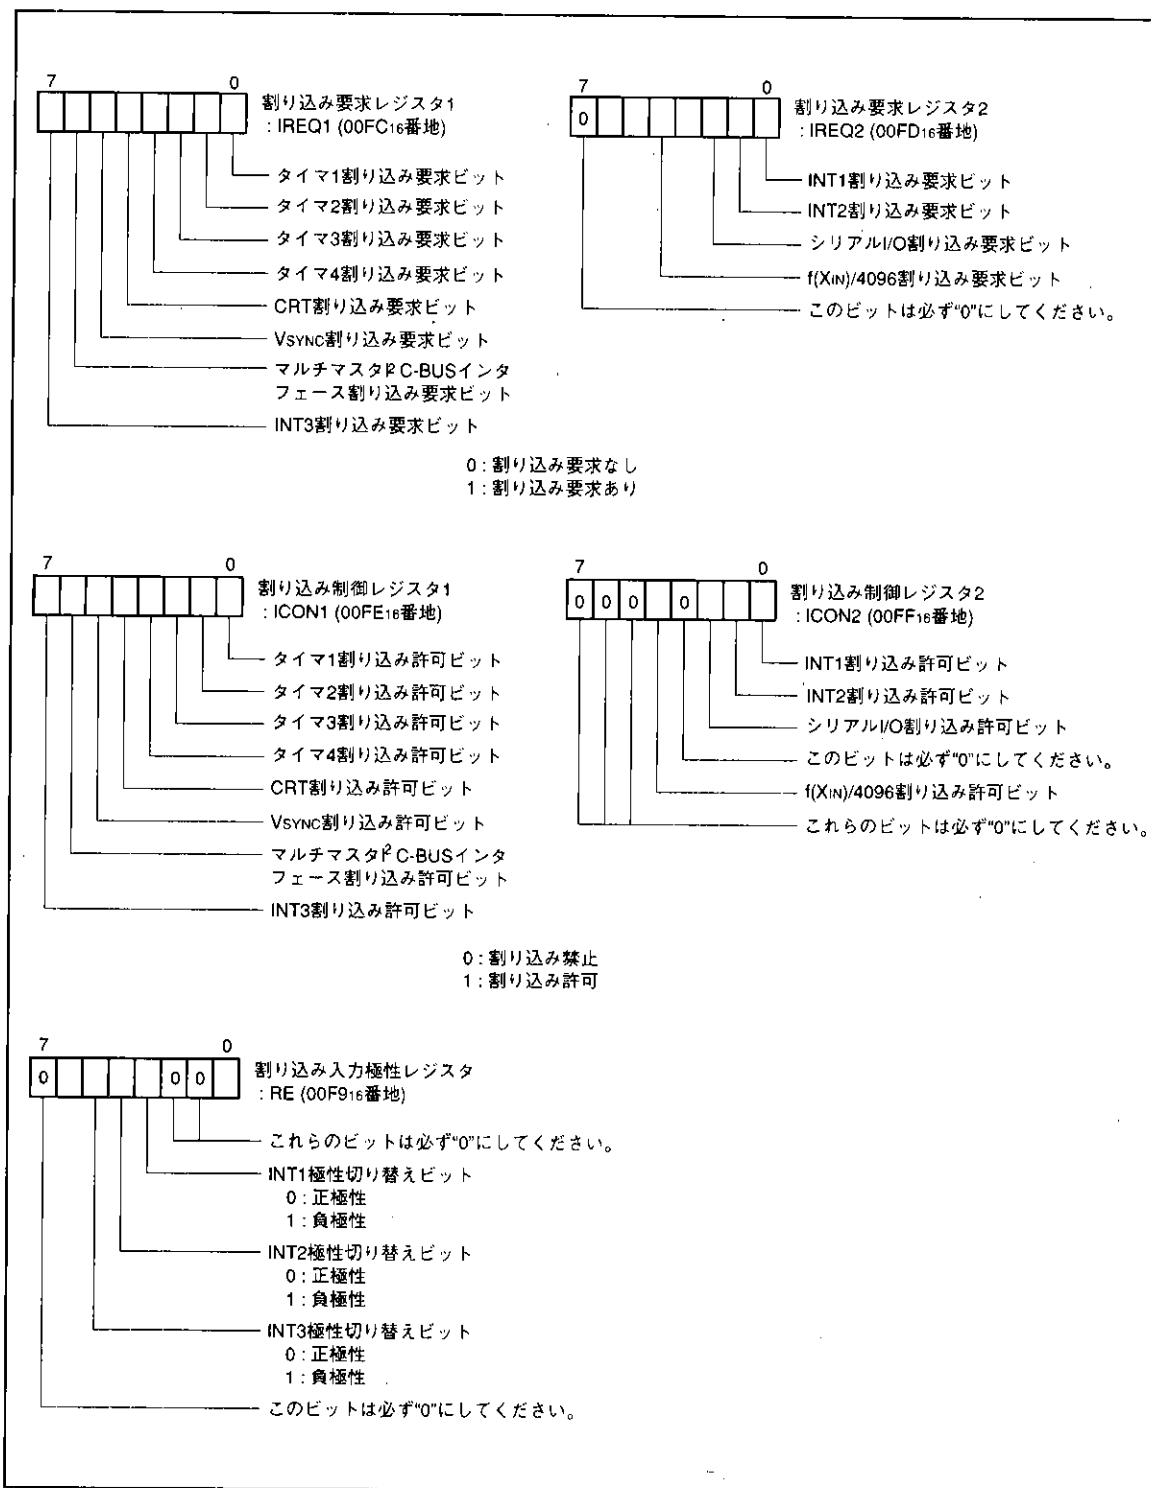 7 0
割り込み要求レジスタ1
: IREQ1 (00FC16番地)
タイマ1割り込み要求ビット
タイマ2割り込み要求ビット
タイマ3割り込み要求ビット
タイマ4割り込み要求ビット
CRT割り込み要求ビット
VSYNC割り込み要求ビット
マルチマスタI2 C-BUSインタ
フェース割り込み要求ビット
INT3割り込み要求ビット
7 0
0
割り込み要求レジスタ2
: IREQ2 (00FD16番地)
INT1割り込み要求ビット
INT2割り込み要求ビット
シリアルI/O割り込み要求ビット
f(XIN)/4096割り込み要求ビット
このビットは必ず“0”にしてください。
0 : 割り込み要求なし
1 : 割り込み要求あり
7 0
割り込み制御レジスタ1
: ICON1 (00FE16番地)
タイマ1割り込み許可ビット
タイマ2割り込み許可ビット
タイマ3割り込み許可ビット
タイマ4割り込み許可ビット
CRT割り込み許可ビット
VSYNC割り込み許可ビット
マルチマスタI2 C-BUSインタ
フェース割り込み許可ビット
INT3割り込み許可ビット
7 0
0 0 0 0
割り込み制御レジスタ2
: ICON2 (00FF16番地)
INT1割り込み許可ビット
INT2割り込み許可ビット
シリアルI/O割り込み許可ビット
このビットは必ず“0”にしてください。
f(XIN)/4096割り込み許可ビット
これらのビットは必ず“0”にしてください。
0 : 割り込み禁止
1 : 割り込み許可
7 0
0 0 0
割り込み入力極性レジスタ
: RE (00F916番地)
これらのビットは必ず“0”にしてください。
INT1極性切り替えビット
0 : 正極性
1 : 負極性
INT2極性切り替えビット
0 : 正極性
1 : 負極性
INT3極性切り替えビット
0 : 正極性
1 : 負極性
このビットは必ず“0”にしてください。